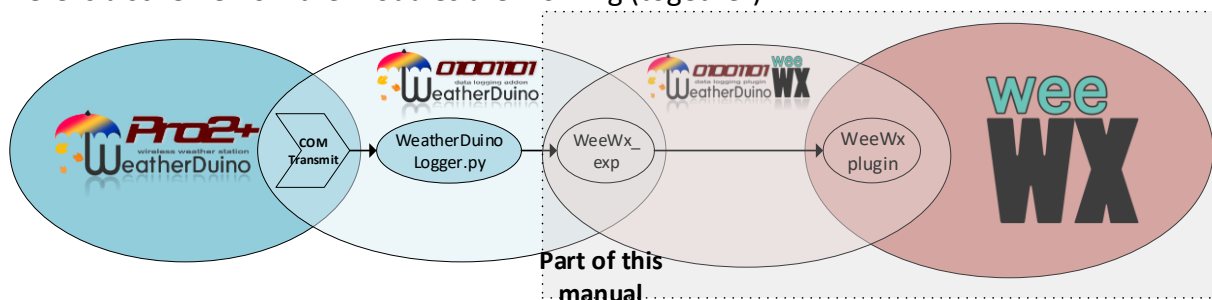 Pro2+
wireless weather station
WeatherDuino
COM
Transmit
01001101
data logging addon
WeatherDuino
WeatherDuino
Logger.py
WeeWx_
exp
01001101
data logging plugin
WeatherDuino
wee
WX
WeeWx
plugin
wee
WX
Part of this
manual